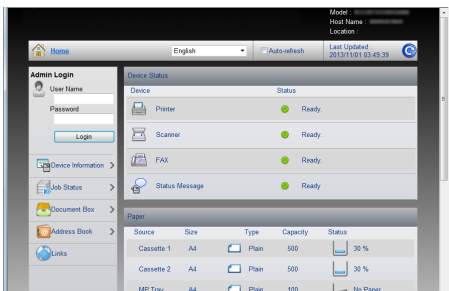 Model :
Host Name :
Location :
Home
English
Auto-refresh
Last Updated :
2013/11/01 03:49:39
Admin Login
User Name
Password
Login
Device Information
Job Status
Document Box
Address Book
Links
Device Status
Device Status
Printer Ready.
Scanner Ready.
FAX Ready.
Status Message Ready
Paper
Source Size Type Capacity Status
Cassette 1 A4 Plain 500 30 %
Cassette 2 A4 Plain 500 30 %
MP Tray A4 Plain 100 No Paper